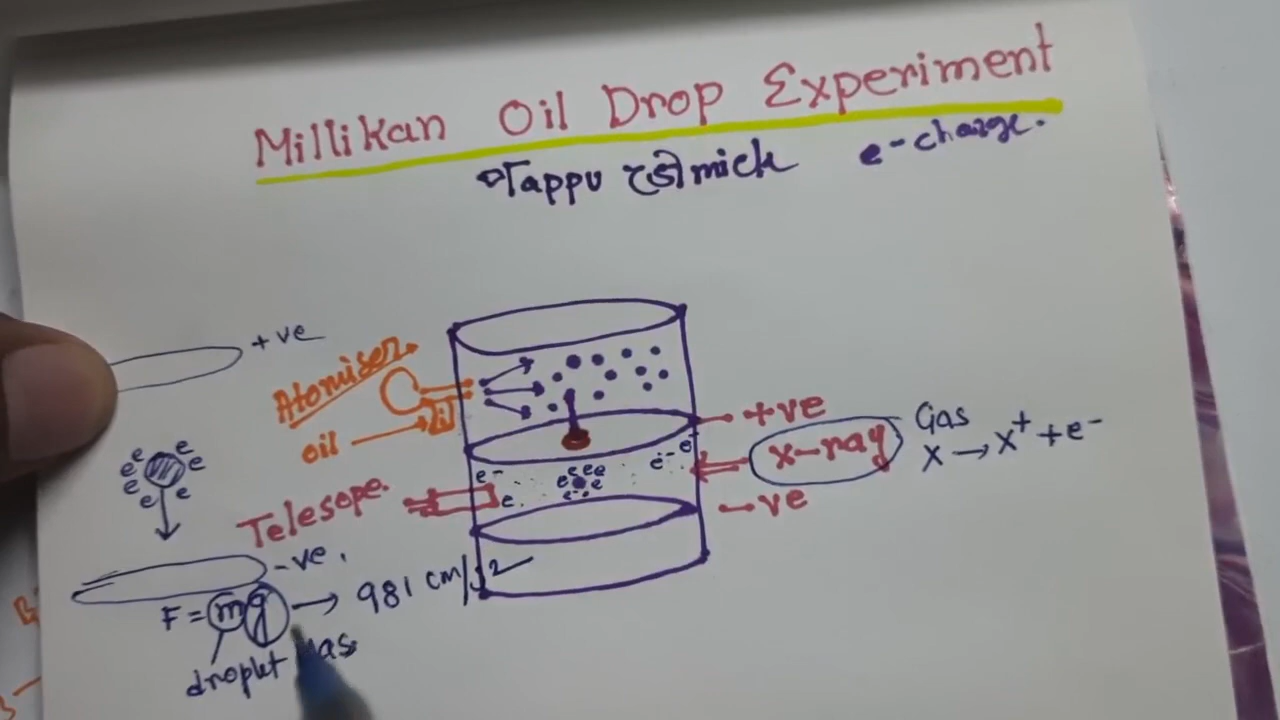 Millikan Oil Drop Experiment
Tappu e- charge.
+ve
Atomiser
oil
+ve
x-ray
Gas
x → x⁺ + e⁻
-ve
Telesope.
e e e e e e e
e- e.
e e e e e
e- e-
-ve.
F = mg → 981 cm/s2
droplet